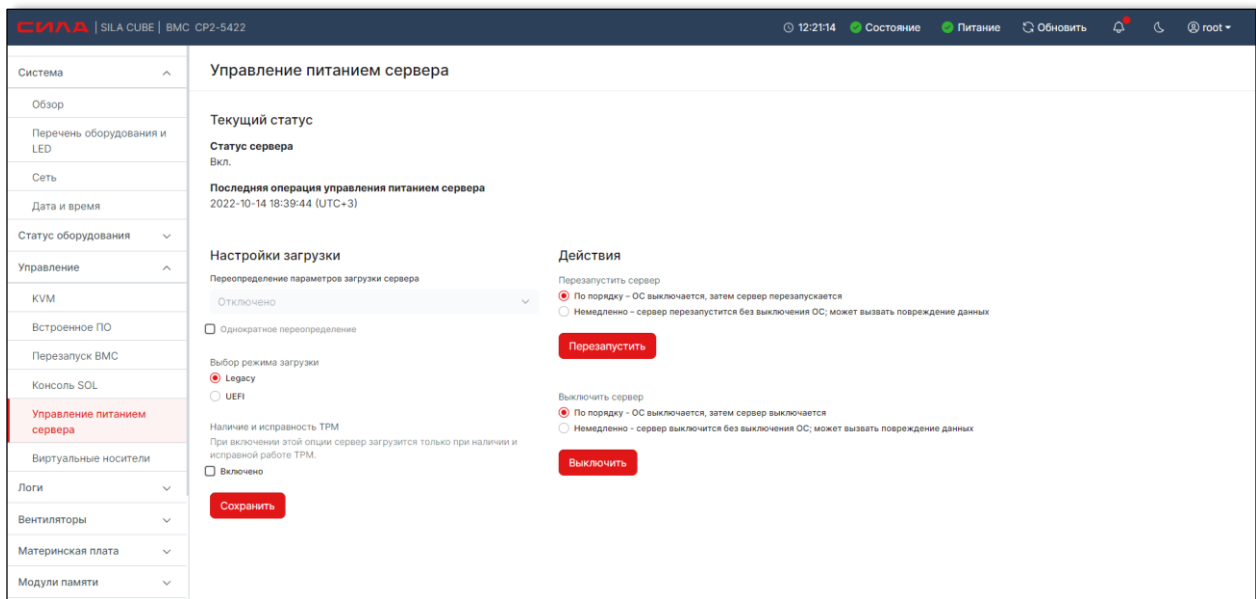 СИЛА | SILA CUBE | BMC CP2-5422
12:21:14 Состояние Питание Обновить root
Система
Обзор
Перечень оборудования и
LED
Сеть
Дата и время
Статус оборудования
Управление
KVM
Встроенное ПО
Перезапуск BMC
Консоль SOL
Управление питанием
сервера
Виртуальные носители
Логи
Вентиляторы
Материнская плата
Модули памяти
Управление питанием сервера
Текущий статус
Статус сервера
Вкл.
Последняя операция управления питанием сервера
2022-10-14 18:39:44 (UTC+3)
Настройки загрузки
Переопределение параметров загрузки сервера
Отключено
Однократное переопределение
Выбор режима загрузки
Legacy
UEFI
Наличие и исправность TPM
При включении этой опции сервер загрузится только при наличии и
исправной работе TPM.
Включено
Сохранить
Действия
Перезапустить сервер
По порядку – ОС выключается, затем сервер перезапускается
Немедленно – сервер перезапустится без выключения ОС; может вызвать повреждение данных
Перезапустить
Выключить сервер
По порядку - ОС выключается, затем сервер выключается
Немедленно - сервер выключится без выключения ОС; может вызвать повреждение данных
Выключить